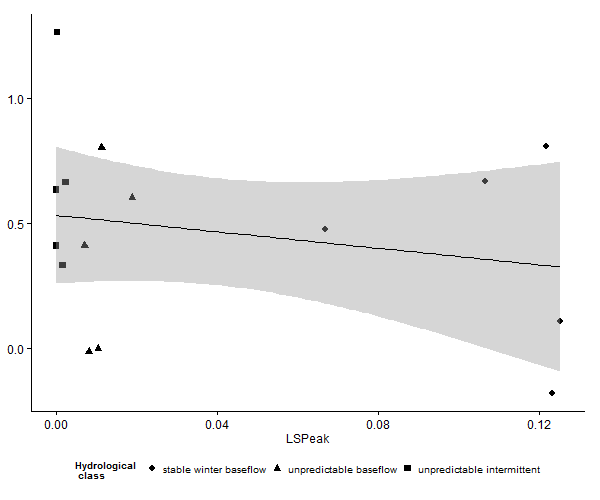 1.0
0.5
0.0
0.00 0.04 0.08 0.12
LSPeak
Hydrological
class
stable winter baseflow unpredictable baseflow unpredictable intermittent